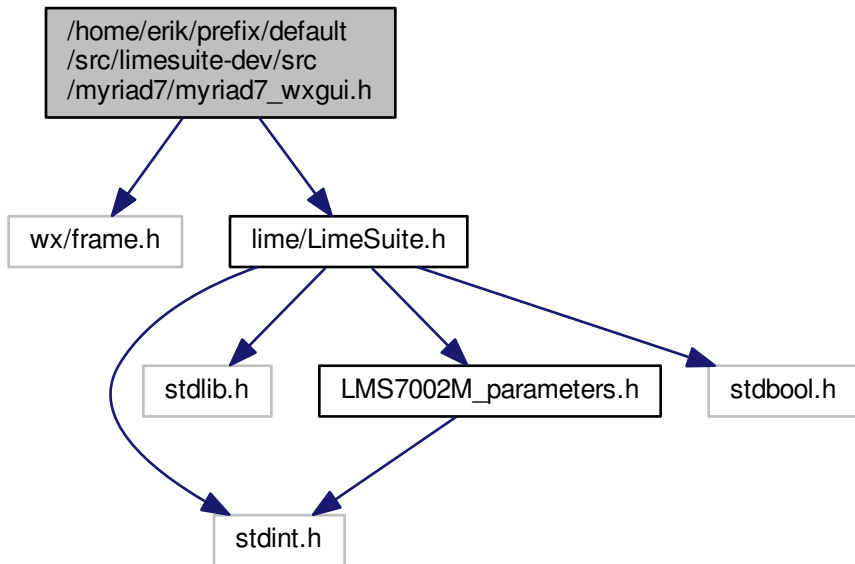 /home/erik/prefix/default
/src/limesuite-dev/src
/myriad7/myriad7_wxgui.h
wx/frame.h
lime/LimeSuite.h
stdlib.h
LMS7002M_parameters.h
stdbool.h
stdint.h